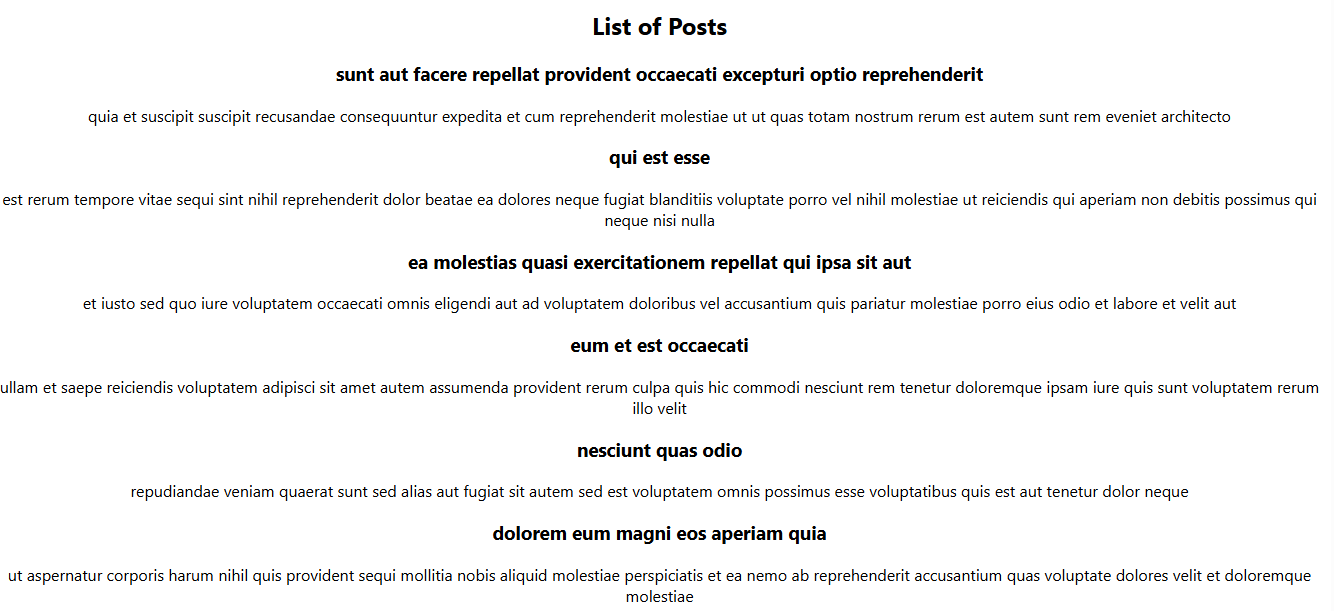 List of Posts
sunt aut facere repellat provident occaecati excepturi optio reprehenderit
quia et suscipit suscipit recusandae consequuntur expedita et cum reprehenderit molestiae ut ut quas totam nostrum rerum est autem sunt rem eveniet architecto
qui est esse
est rerum tempore vitae sequi sint nihil reprehenderit dolor beatae ea dolores neque fugiat blanditiis voluptate porro vel nihil molestiae ut reiciendis qui aperiam non debitis possimus qui
neque nisi nulla
ea molestias quasi exercitationem repellat qui ipsa sit aut
et iusto sed quo iure voluptatem occaecati omnis eligendi aut ad voluptatem doloribus vel accusantium quis pariatur molestiae porro eius odio et labore et velit aut
eum et est occaecati
ullam et saepe reiciendis voluptatem adipisci sit amet autem assumenda provident rerum culpa quis hic commodi nesciunt rem tenetur doloremque ipsam iure quis sunt voluptatem rerum
illo velit
nesciunt quas odio
repudiandae veniam quaerat sunt sed alias aut fugiat sit autem sed est voluptatem omnis possimus esse voluptatibus quis est aut tenetur dolor neque
dolorem eum magni eos aperiam quia
ut aspernatur corporis harum nihil quis provident sequi mollitia nobis aliquid molestiae perspiciatis et ea nemo ab reprehenderit accusantium quas voluptate dolores velit et doloremque
molestiae